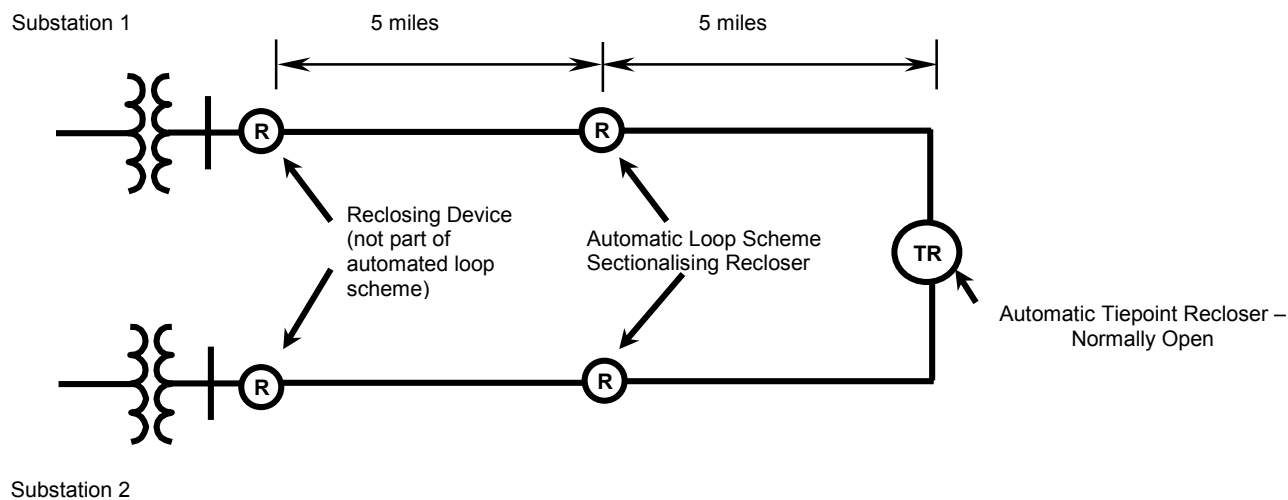 Substation 1
5 miles
5 miles
R
R
Reclosing Device
(not part of
automated loop
scheme)
Automatic Loop Scheme
Sectionalising Recloser
TR
Automatic Tiepoint Recloser –
Normally Open
R
R
Substation 2